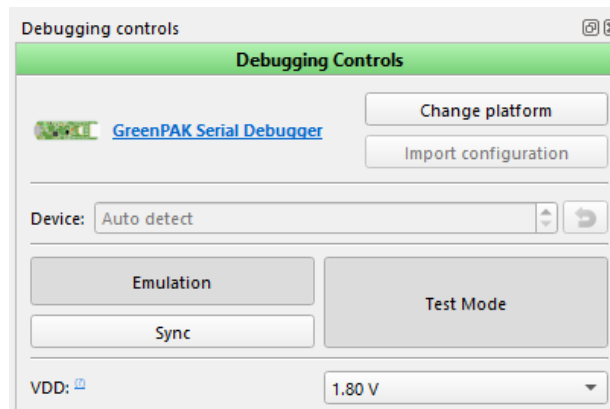 Debugging controls
Debugging Controls
GreenPAK Serial Debugger
Change platform
Import configuration
Device: Auto detect
Emulation
Test Mode
Sync
VDD: 1.80 V